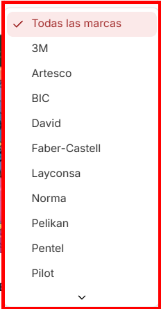 Todas las marcas
3M
Artesco
BIC
David
Faber-Castell
Layconsa
Norma
Pelikan
Pentel
Pilot